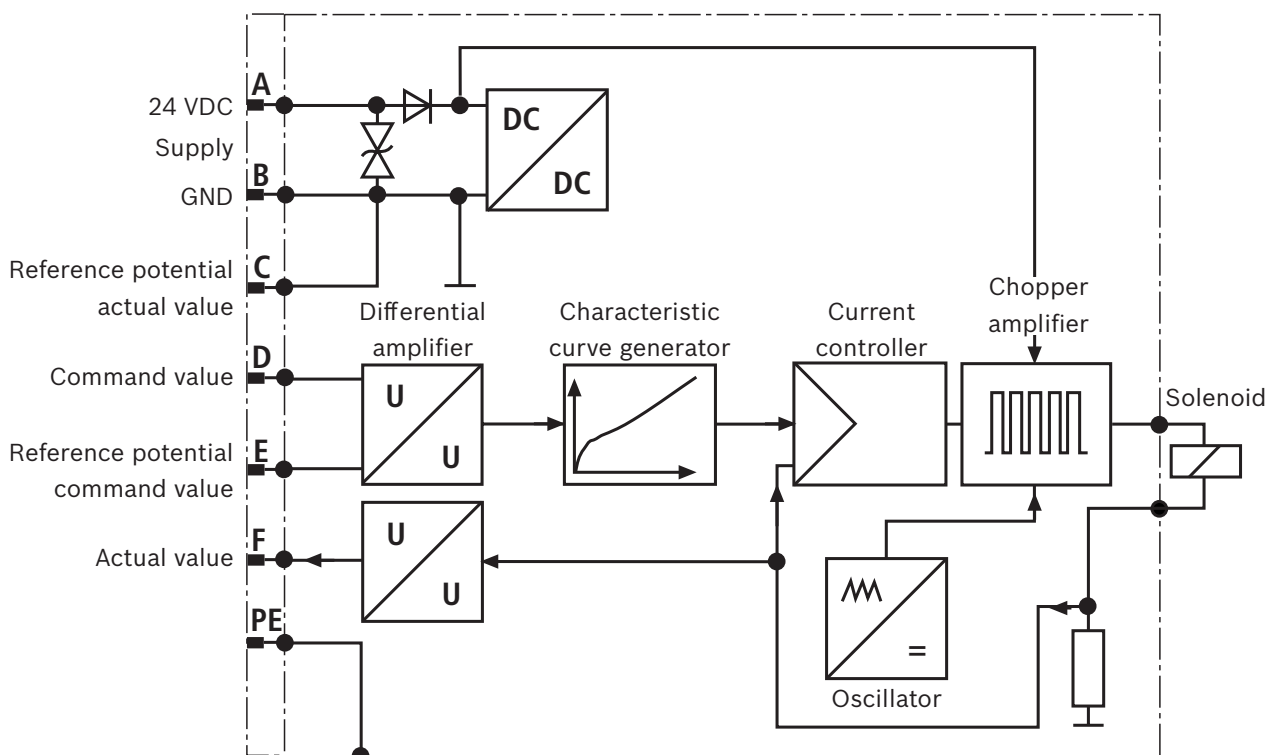 A
24 VDC
Supply
B
GND
DC
DC
C
Reference potential
actual value
Differential
amplifier
Characteristic
curve generator
Current
controller
Chopper
amplifier
D
Command value
U
U
Solenoid
E
Reference potential
command value
F
Actual value
U
U
=
Oscillator
PE